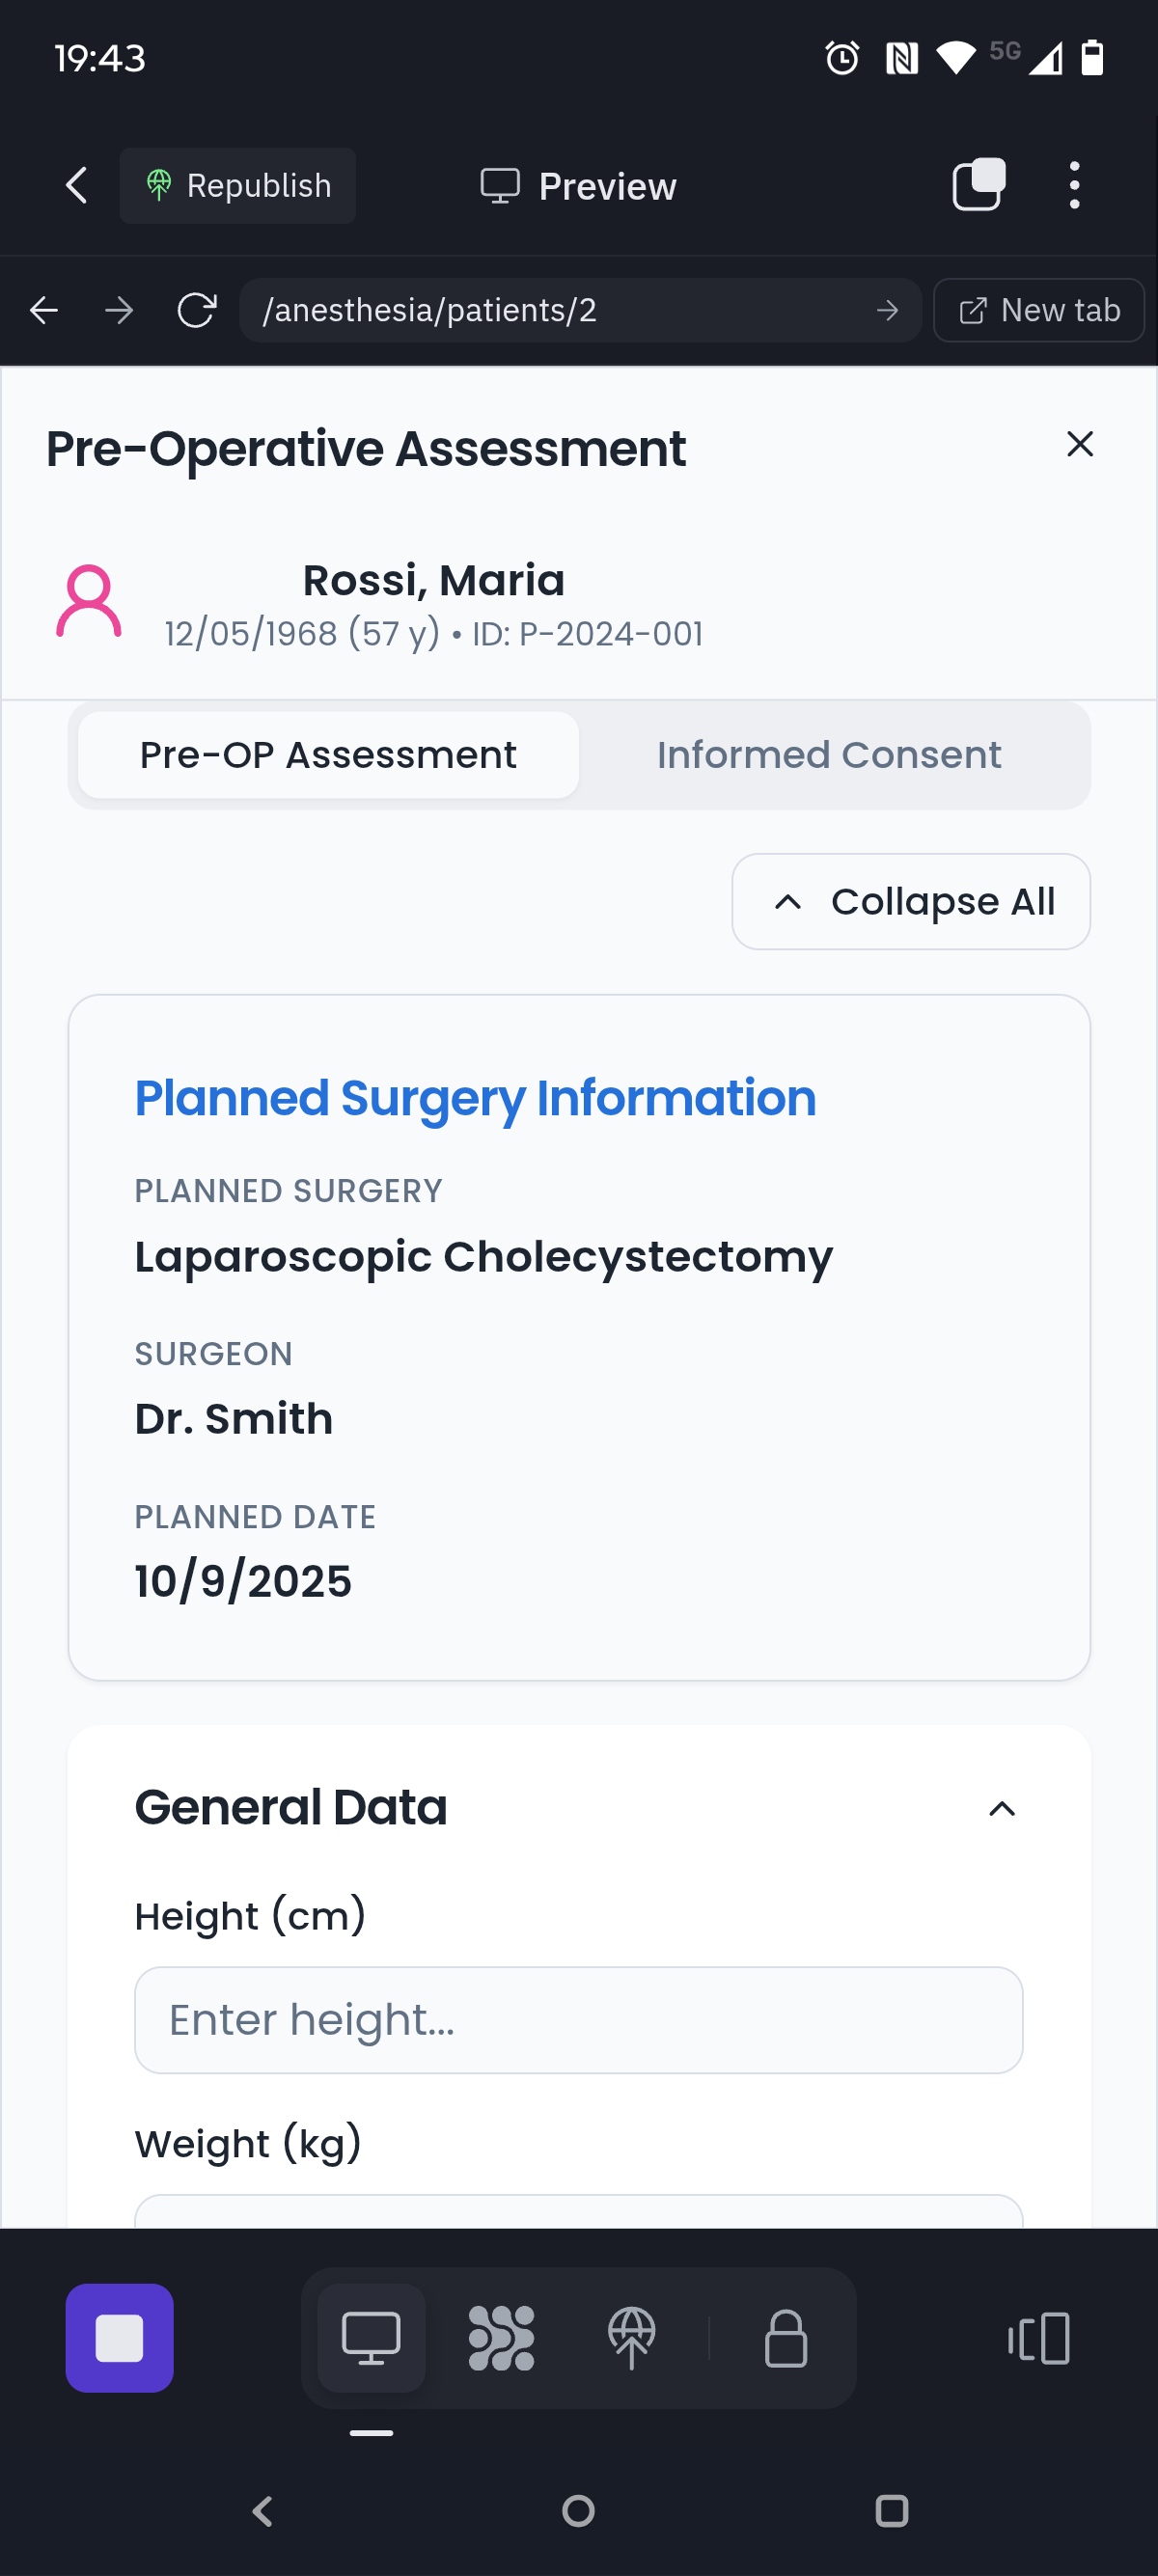 19:43
5G
Republish
Preview
/anesthesia/patients/2
New tab
Pre-Operative Assessment
Rossi, Maria
12/05/1968 (57 y) • ID: P-2024-001
Pre-OP Assessment
Informed Consent
Collapse All
Planned Surgery Information
PLANNED SURGERY
Laparoscopic Cholecystectomy
SURGEON
Dr. Smith
PLANNED DATE
10/9/2025
General Data
Height (cm)
Enter height...
Weight (kg)